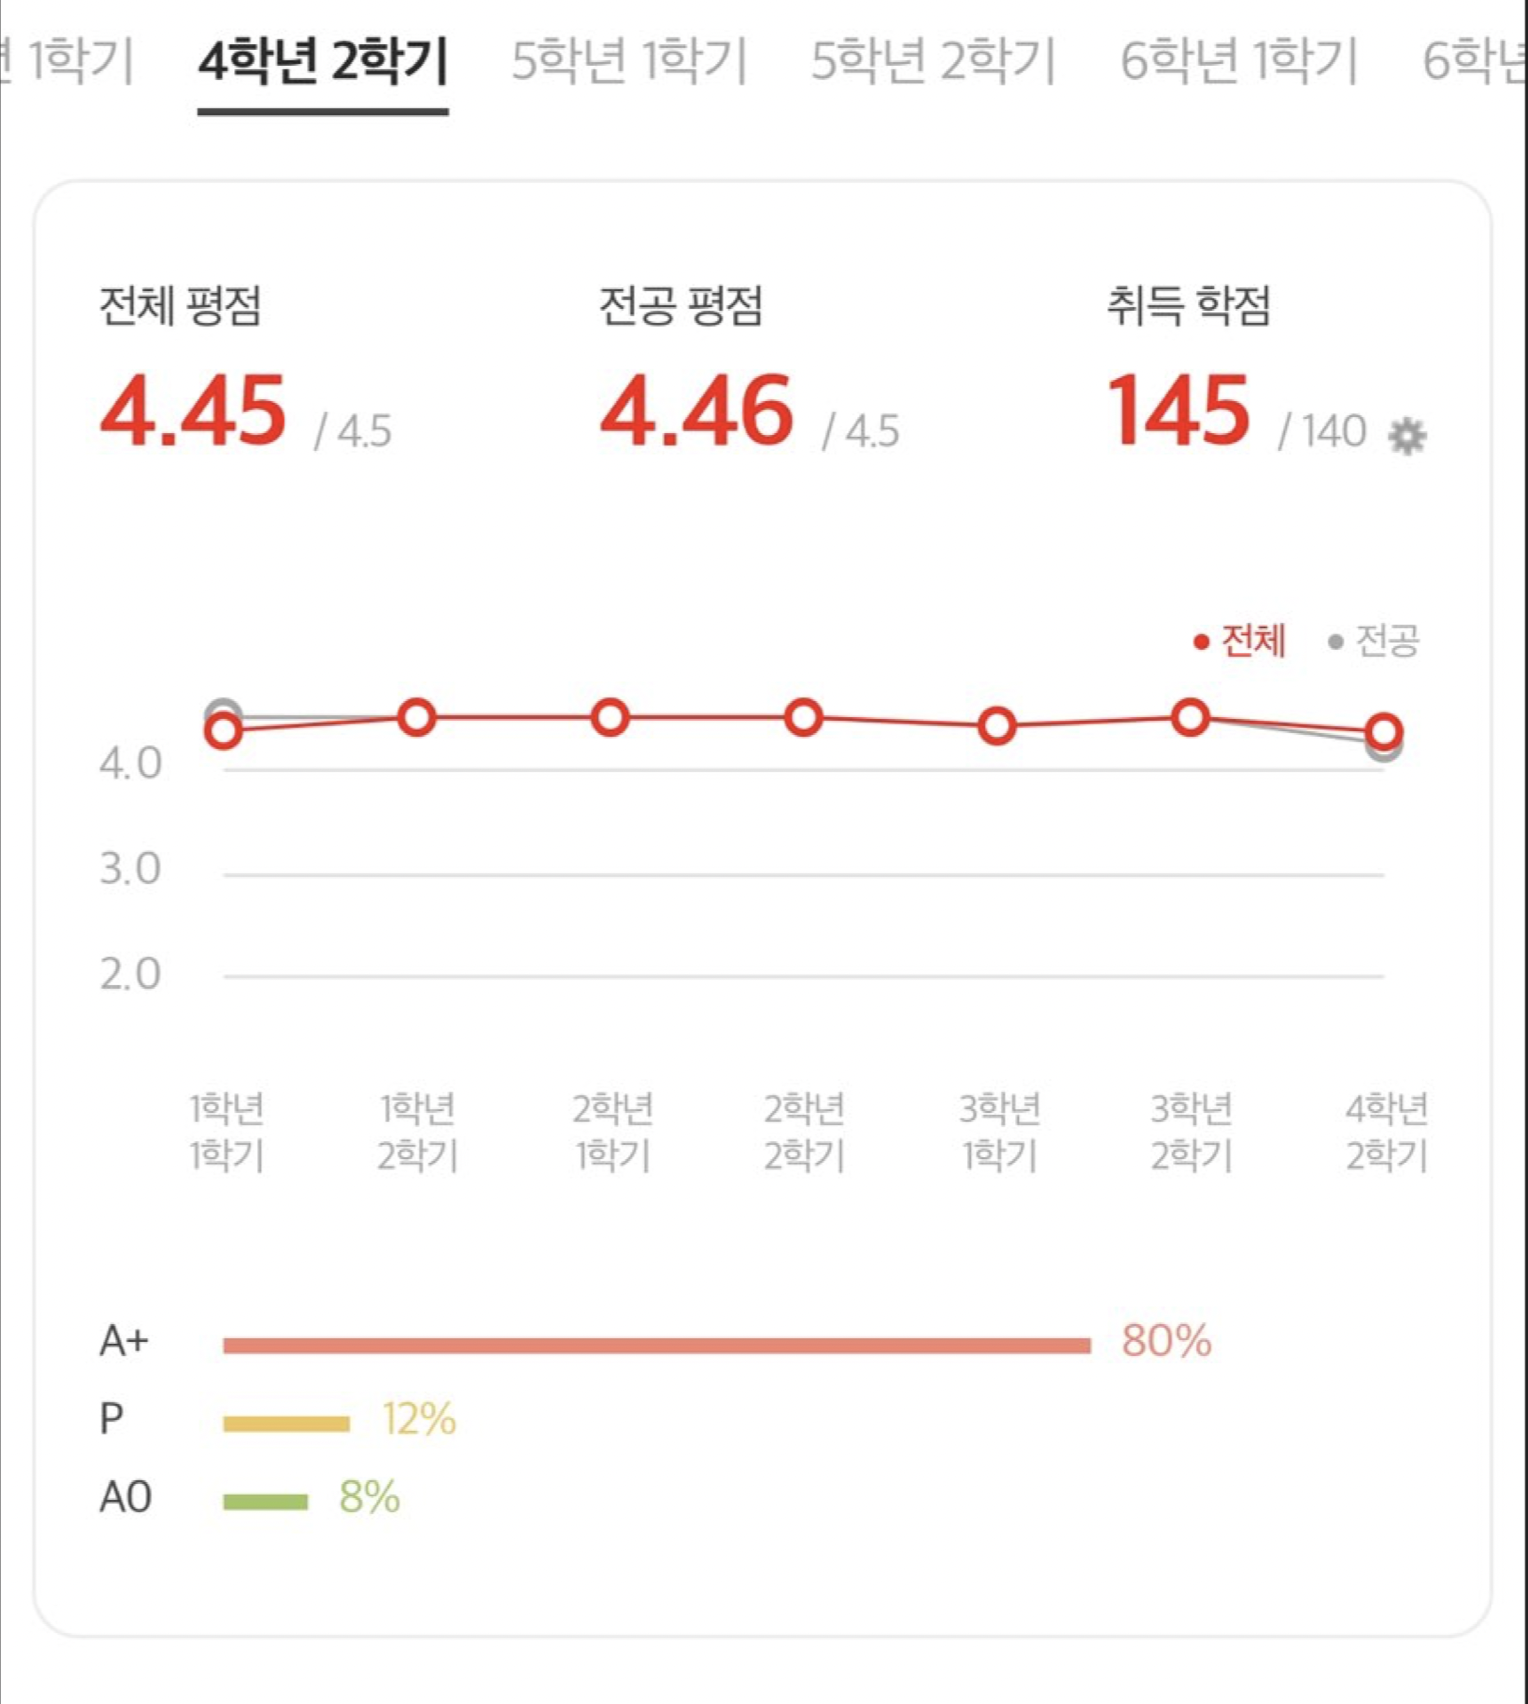 년 1학기 4학년 2학기 5학년 1학기 5학년 2학기 6학년 1학기 6학년
전체 평점 전공 평점 취득 학점
4.45 / 4.5 4.46 / 4.5 145 / 140
전체 전공
4.0
3.0
2.0
1학년 1학년 2학년 2학년 3학년 3학년 4학년
1학기 2학기 1학기 2학기 1학기 2학기 2학기
A+ 80%
P 12%
A0 8%